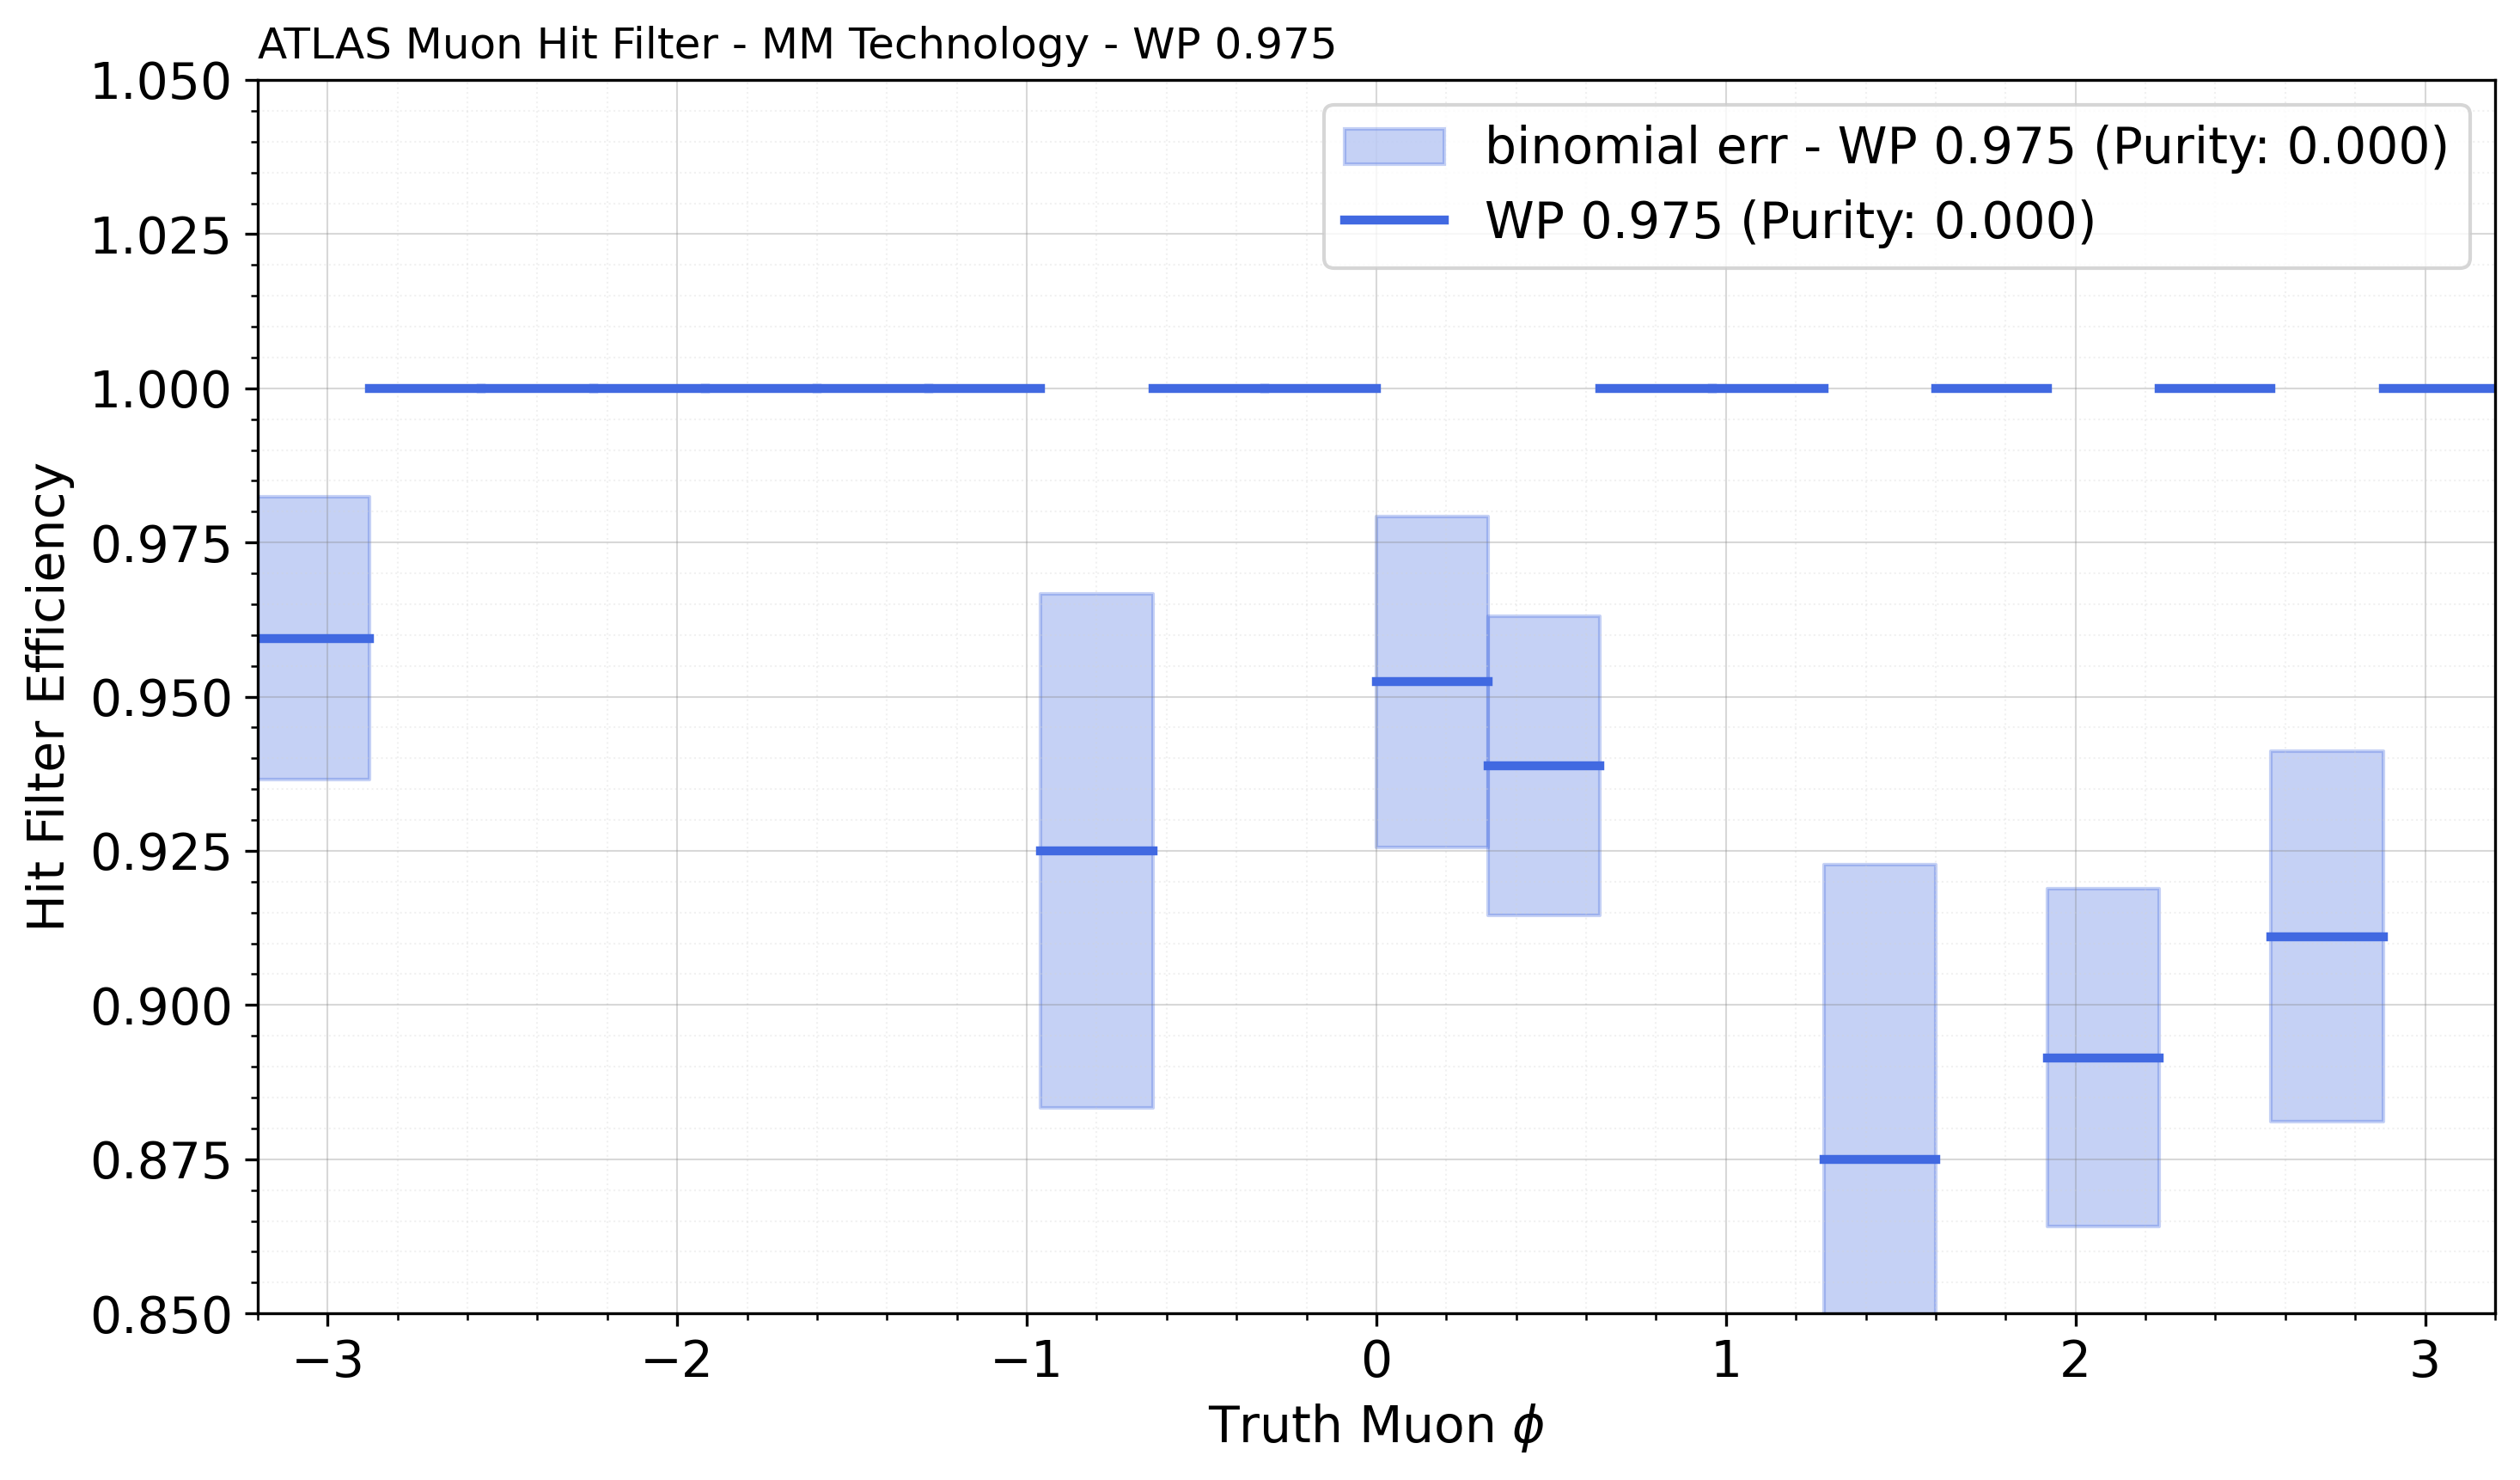 ATLAS Muon Hit Filter - MM Technology - WP 0.975
binomial err - WP 0.975 (Purity: 0.000)
WP 0.975 (Purity: 0.000)
Hit Filter Efficiency
1.050
1.025
1.000
0.975
0.950
0.925
0.900
0.875
0.850
−3 −2 −1 0 1 2 3
Truth Muon ϕ